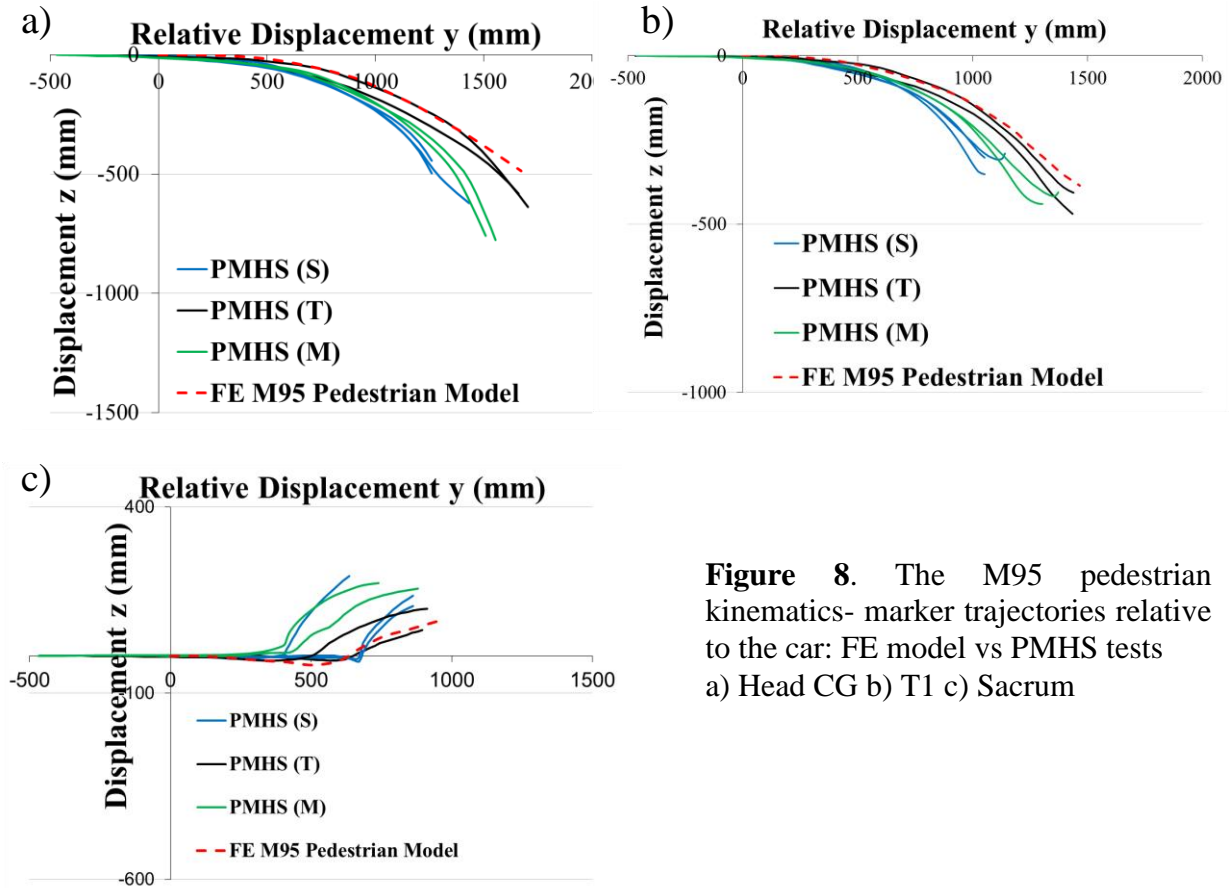 a)
Relative Displacement y (mm)
0
-500 0 500 1000 1500 2000
-500
-1000
-1500
Displacement z (mm)
PMHS (S)
PMHS (T)
PMHS (M)
FE M95 Pedestrian Model
b)
Relative Displacement y (mm)
0
-500 0 500 1000 1500 2000
-500
-1000
Displacement z (mm)
PMHS (S)
PMHS (T)
PMHS (M)
FE M95 Pedestrian Model
c)
Relative Displacement y (mm)
400
-500 0 500 1000 1500
-100
-600
Displacement z (mm)
PMHS (S)
PMHS (T)
PMHS (M)
FE M95 Pedestrian Model
Figure 8. The M95 pedestrian
kinematics- marker trajectories relative
to the car: FE model vs PMHS tests
a) Head CG b) T1 c) Sacrum